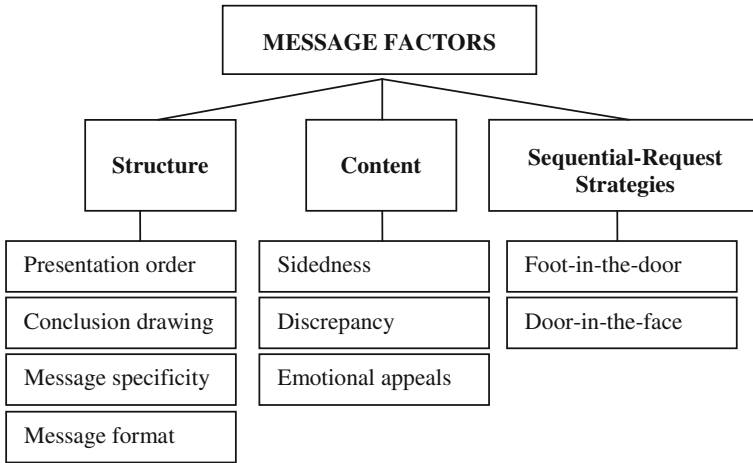 MESSAGE FACTORS
Structure
Content
Sequential-Request
Strategies
Presentation order
Conclusion drawing
Message specificity
Message format
Sidedness
Discrepancy
Emotional appeals
Foot-in-the-door
Door-in-the-face